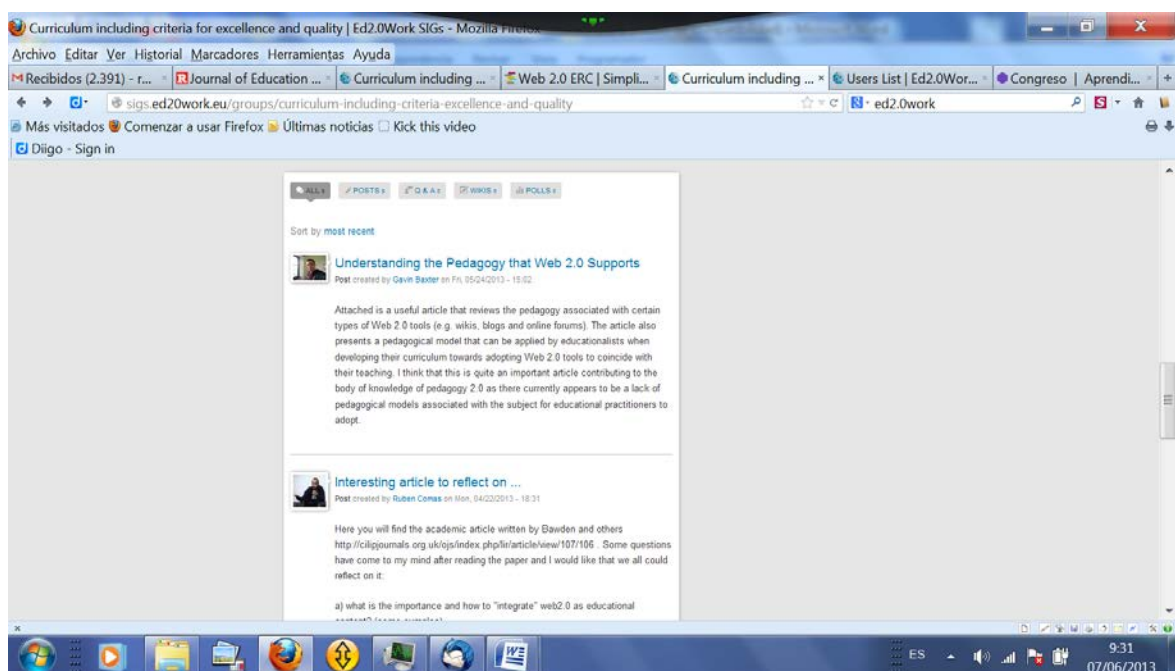 Curriculum including criteria for excellence and quality | Ed2.0Work SIGs - Mozilla Firefox
Archivo Editar Ver Historial Marcadores Herramientas Ayuda
Recibidos (2.391) - r... Journal of Education ... Curriculum including ... Web 2.0 ERC | Simpli... Curriculum including ... Users List | Ed2.0Wor... Congreso | Aprendi...
sigs.ed20work.eu/groups/curriculum-including-criteria-excellence-and-quality ed2.0work
Más visitados Comenzar a usar Firefox Últimas noticias Kick this video
Diigo - Sign in
ALL POSTS Q & A WIKIS POLLS
Sort by most recent
Understanding the Pedagogy that Web 2.0 Supports
Post created by Gavin Baxter on Fri, 05/24/2013 - 15:02
Attached is a useful article that reviews the pedagogy associated with certain
types of Web 2.0 tools (e.g. wikis, blogs and online forums). The article also
presents a pedagogical model that can be applied by educationalists when
developing their curriculum towards adopting Web 2.0 tools to coincide with
their teaching. I think that this is quite an important article contributing to the
body of knowledge of pedagogy 2.0 as there currently appears to be a lack of
pedagogical models associated with the subject for educational practitioners to
adopt.
Interesting article to reflect on ...
Post created by Ruben Comas on Mon, 04/22/2013 - 18:31
Here you will find the academic article written by Bawden and others
http://cilipjournals.org.uk/ojs/index.php/lir/article/view/107/106 . Some questions
have come to my mind after reading the paper and I would like that we all could
reflect on it:
a) what is the importance and how to "integrate" web2.0 as educational
ES 9:31
07/06/2013